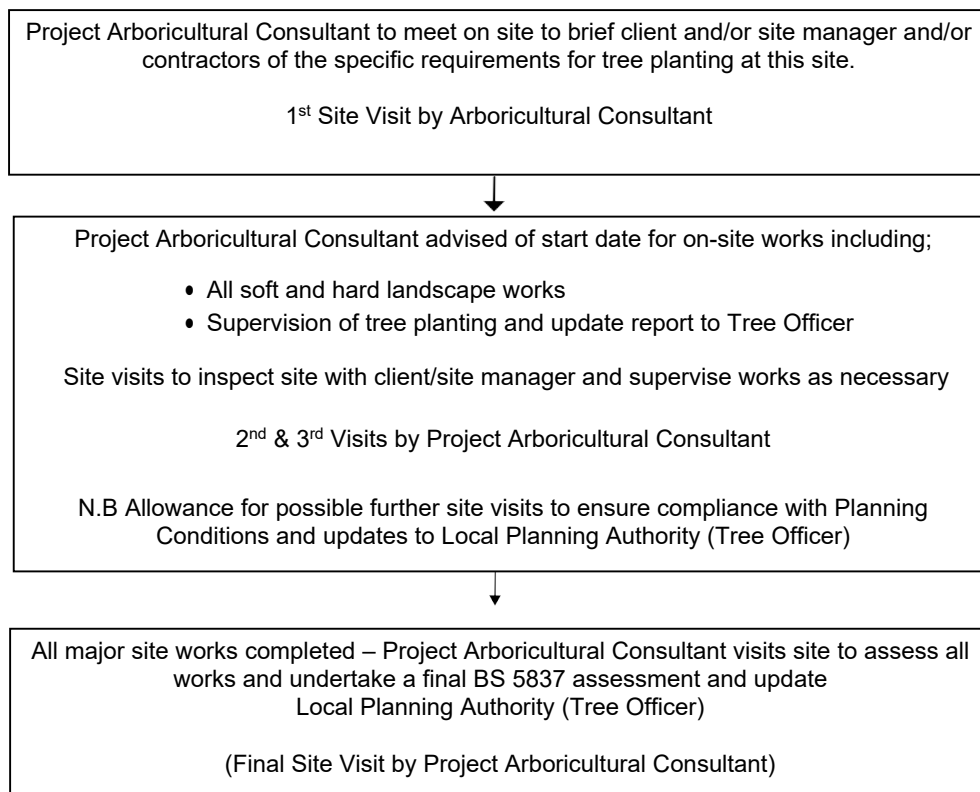 Project Arboricultural Consultant to meet on site to brief client and/or site manager and/or
contractors of the specific requirements for tree planting at this site.
1st Site Visit by Arboricultural Consultant
Project Arboricultural Consultant advised of start date for on-site works including;
• All soft and hard landscape works
• Supervision of tree planting and update report to Tree Officer
Site visits to inspect site with client/site manager and supervise works as necessary
2nd & 3rd Visits by Project Arboricultural Consultant
N.B Allowance for possible further site visits to ensure compliance with Planning
Conditions and updates to Local Planning Authority (Tree Officer)
All major site works completed – Project Arboricultural Consultant visits site to assess all
works and undertake a final BS 5837 assessment and update
Local Planning Authority (Tree Officer)
(Final Site Visit by Project Arboricultural Consultant)